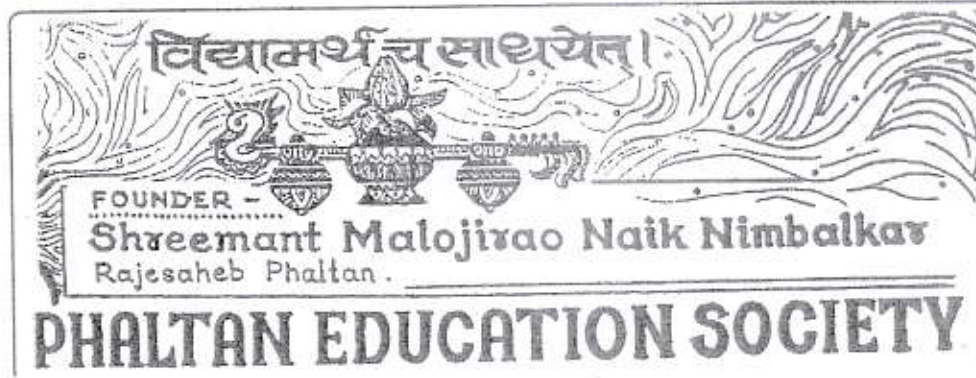 विद्यामर्थं च साधयेत्।
FOUNDER -
Shreemant Malojirao Naik Nimbalkar
Rajesaheb Phaltan.
PHALTAN EDUCATION SOCIETY